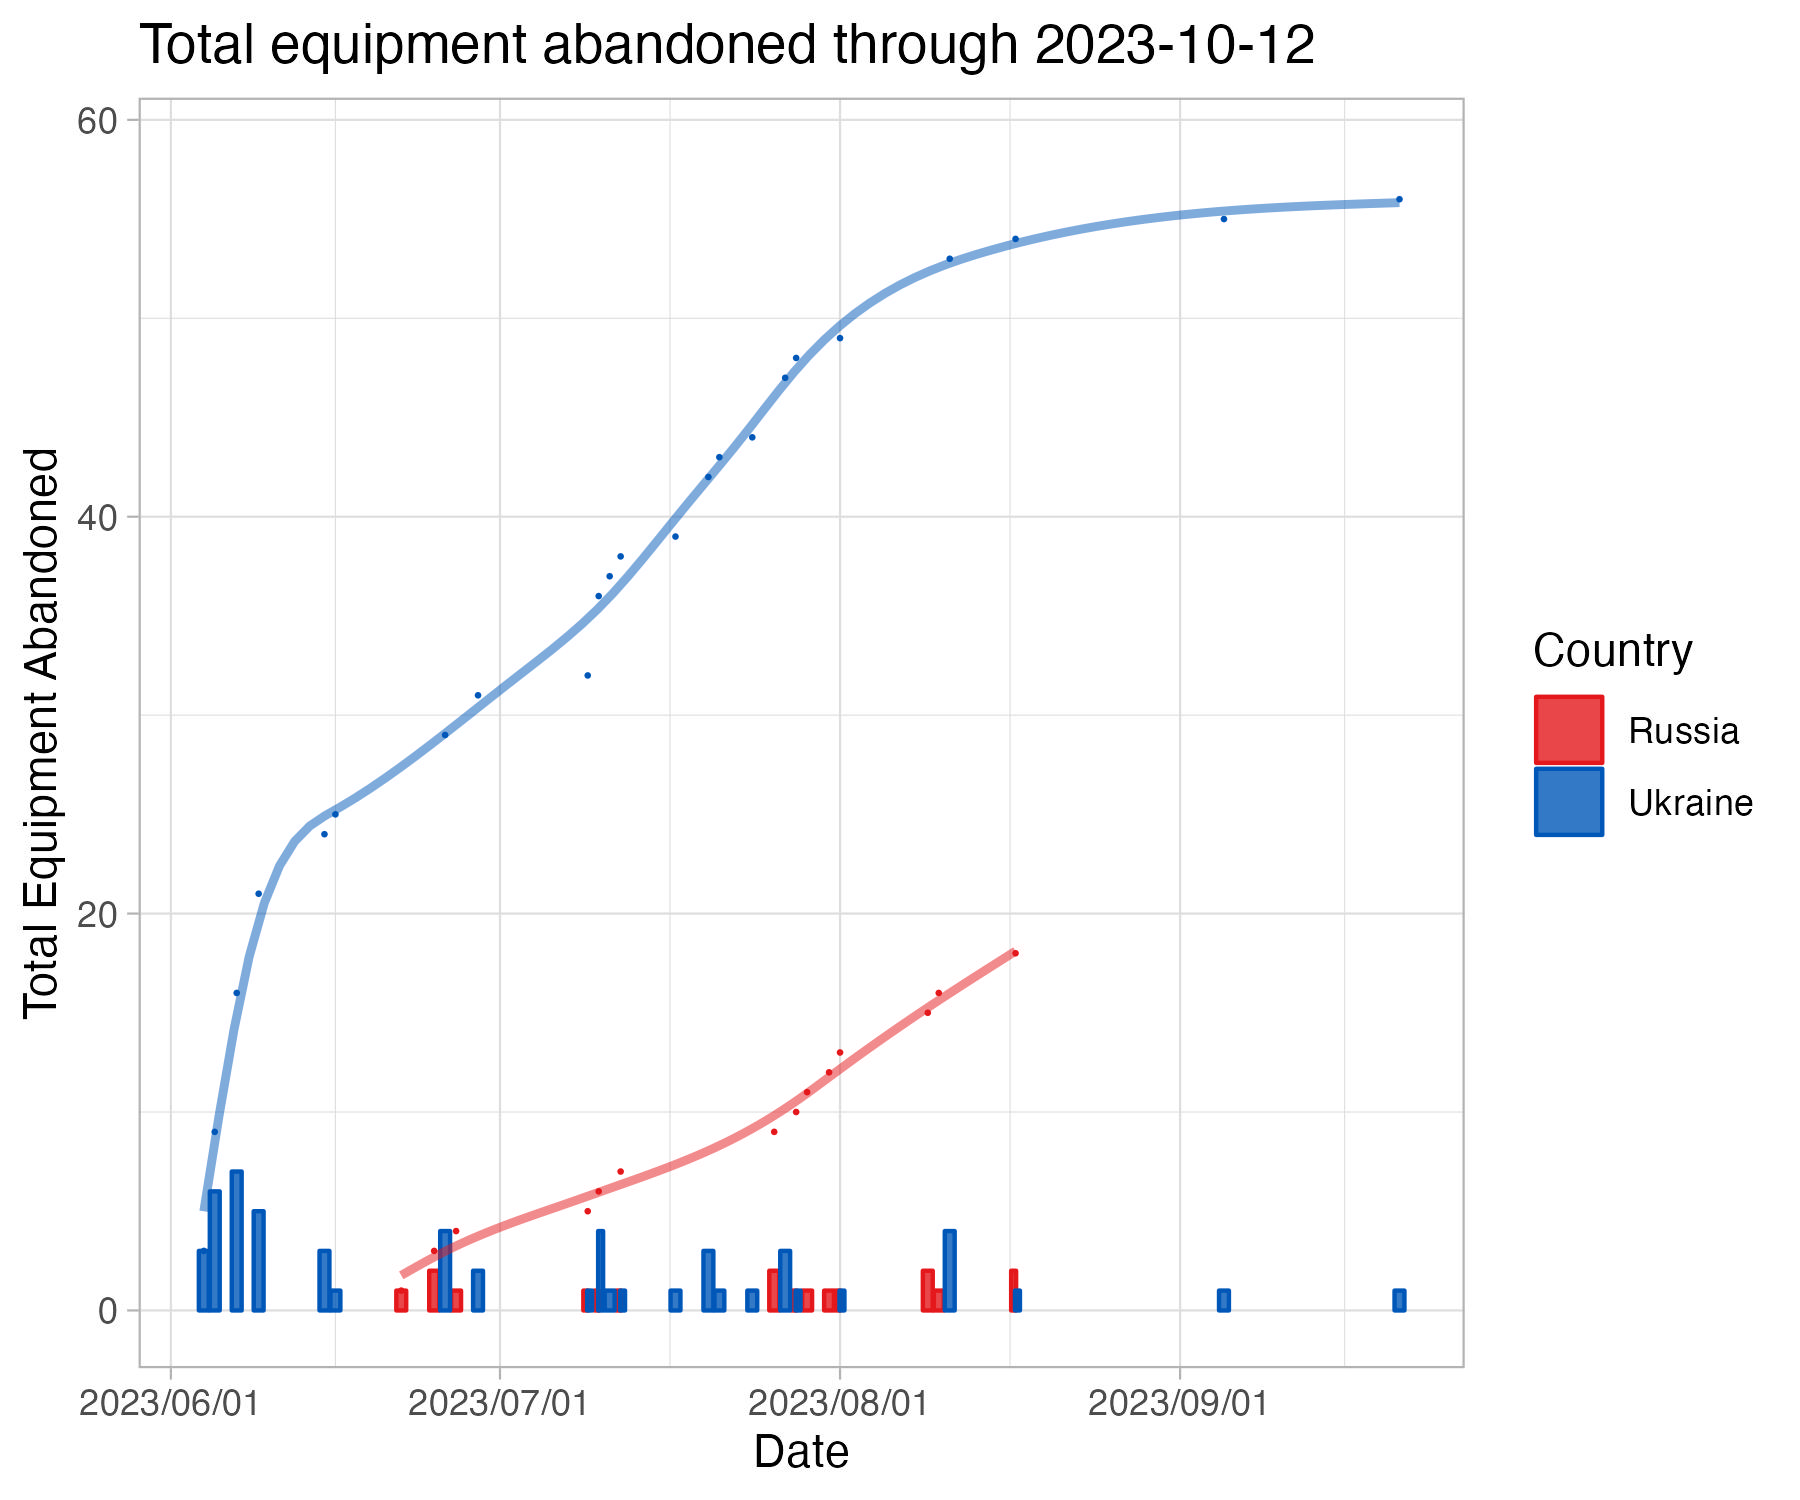 Total equipment abandoned through 2023-10-12
Total Equipment Abandoned
60
40
20
0
2023/06/01
2023/07/01
2023/08/01
2023/09/01
Date
Country
Russia
Ukraine